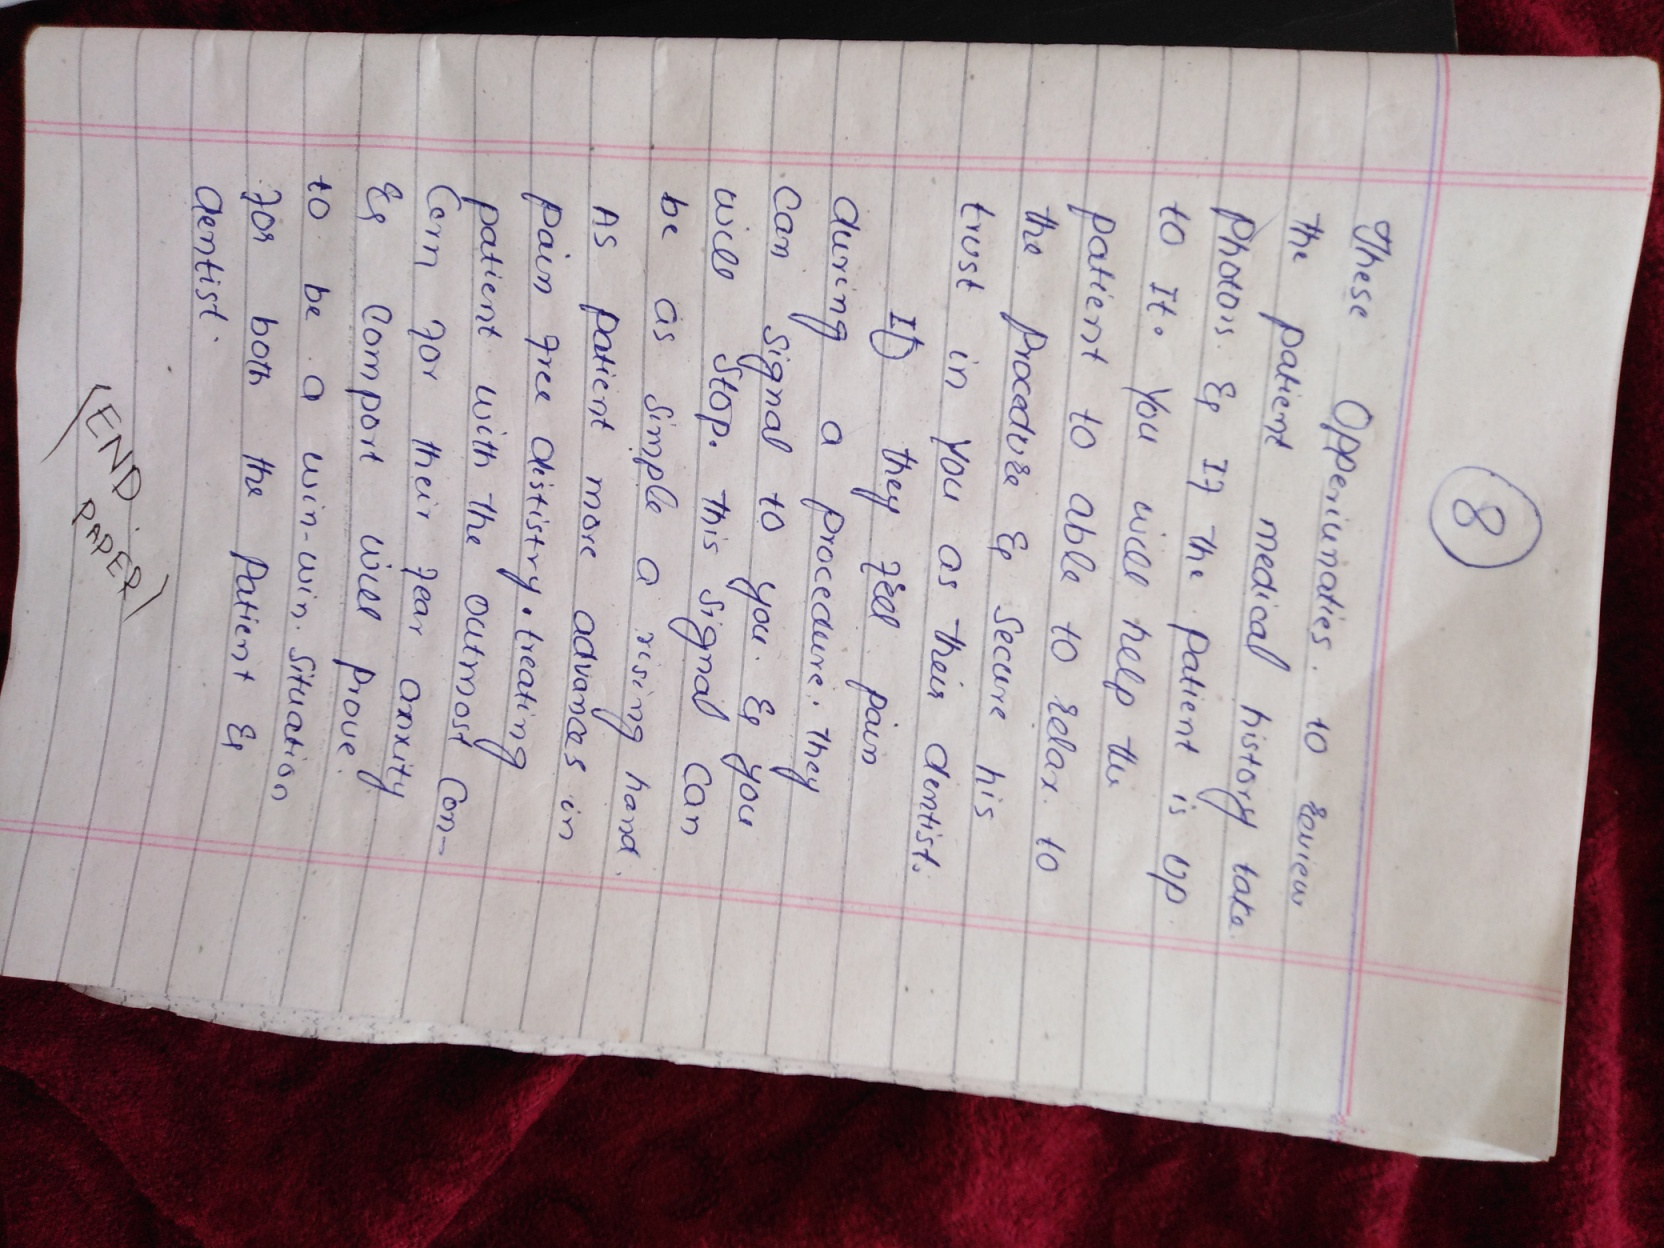 8
These Opperiunaties. to review
the patient medical history take
Photos. & If the patient is up
to it. You will help the
patient to able to relax. to
the procedure & secure his
trust in you as their dentist.
If they feel pain
during a procedure. they
can signal to you. & you
will stop. this signal can
be as simple a rising hand.
As patient more advances in
pain free dististry. treating
patient with the outmost con-
cern for their fear anxity
& comport will prove.
to be a win-win. situation
for both the patient &
dentist.
(END.
PAPER)